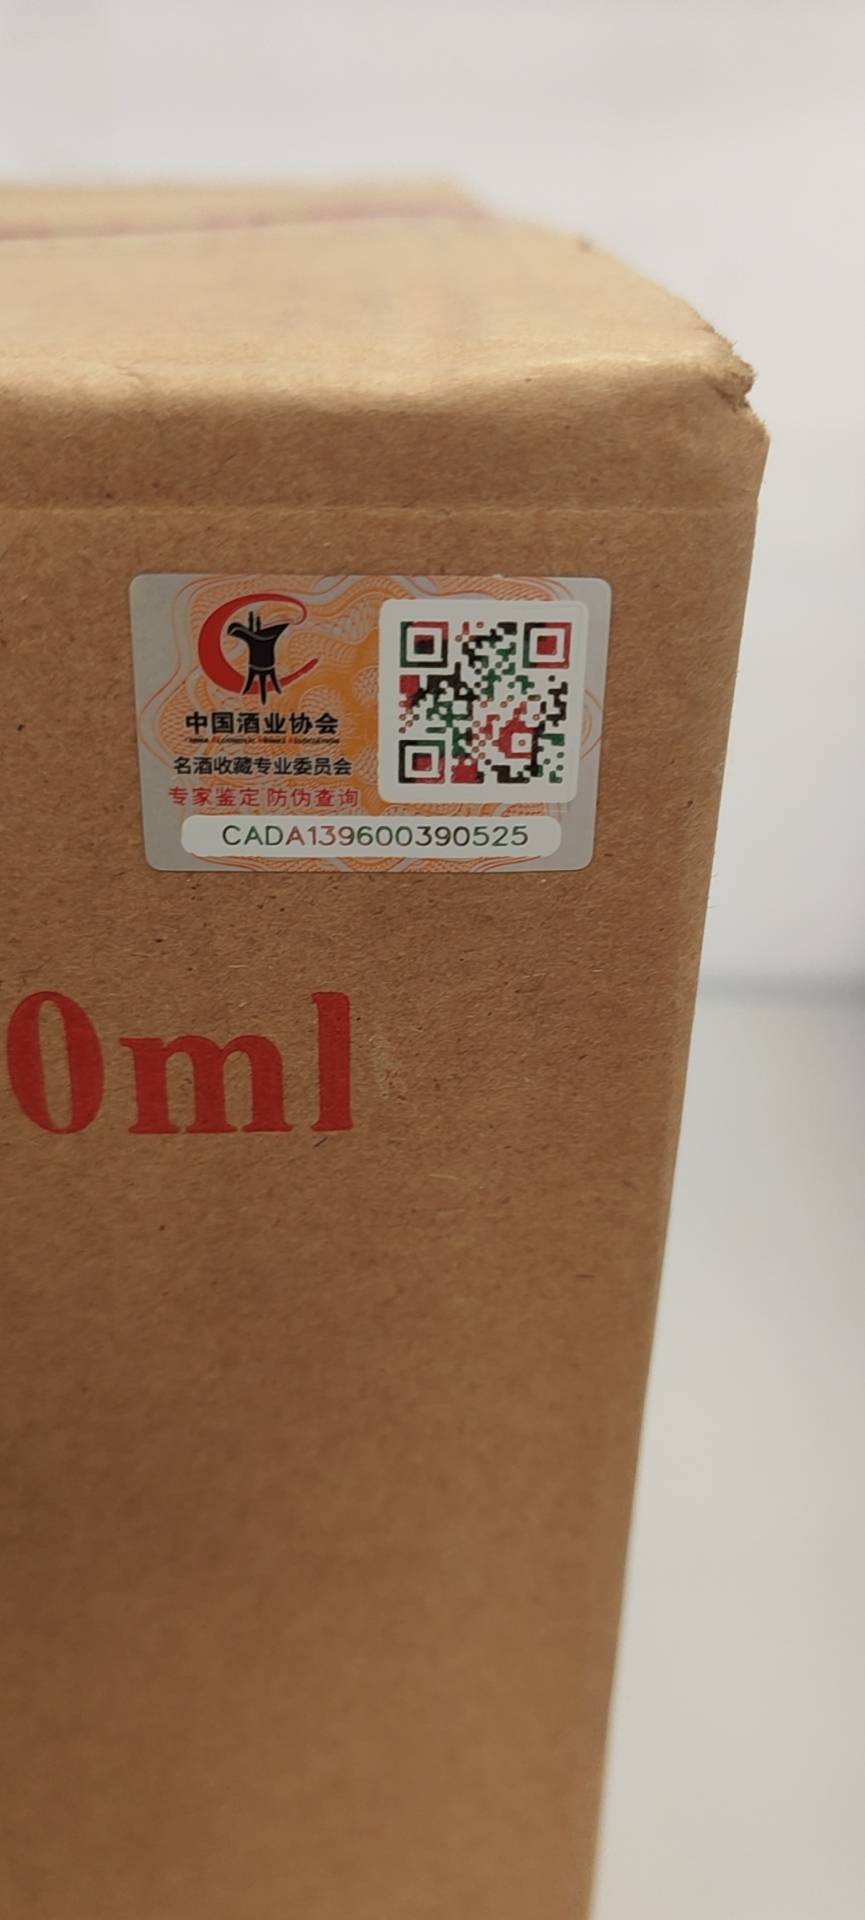 中国酒业协会
名酒收藏专业委员会
专家鉴定 防伪查询
CADA139600390525
0ml